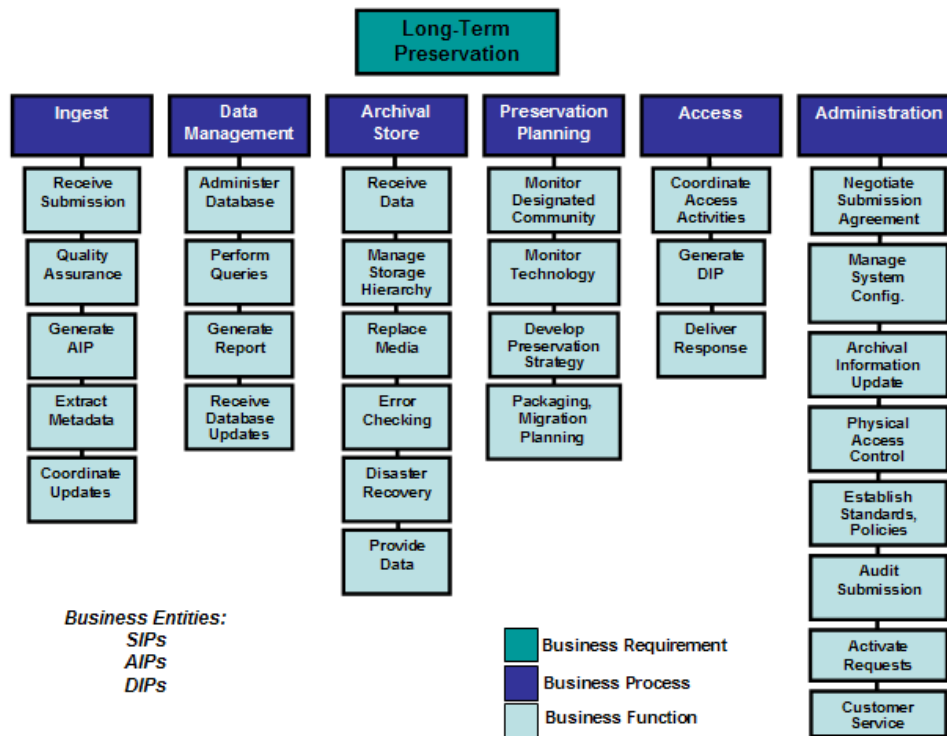 Long-Term
Preservation
Ingest
Data
Management
Archival
Store
Preservation
Planning
Access
Administration
Receive
Submission
Quality
Assurance
Generate
AIP
Extract
Metadata
Coordinate
Updates
Administer
Database
Perform
Queries
Generate
Report
Receive
Database
Updates
Receive
Data
Manage
Storage
Hierarchy
Replace
Media
Error
Checking
Disaster
Recovery
Provide
Data
Monitor
Designated
Community
Monitor
Technology
Develop
Preservation
Strategy
Packaging,
Migration
Planning
Coordinate
Access
Activities
Generate
DIP
Deliver
Response
Negotiate
Submission
Agreement
Manage
System
Config.
Archival
Information
Update
Physical
Access
Control
Establish
Standards,
Policies
Audit
Submission
Activate
Requests
Customer
Service
Business Entities:
SIPs
AIPs
DIPs
Business Requirement
Business Process
Business Function